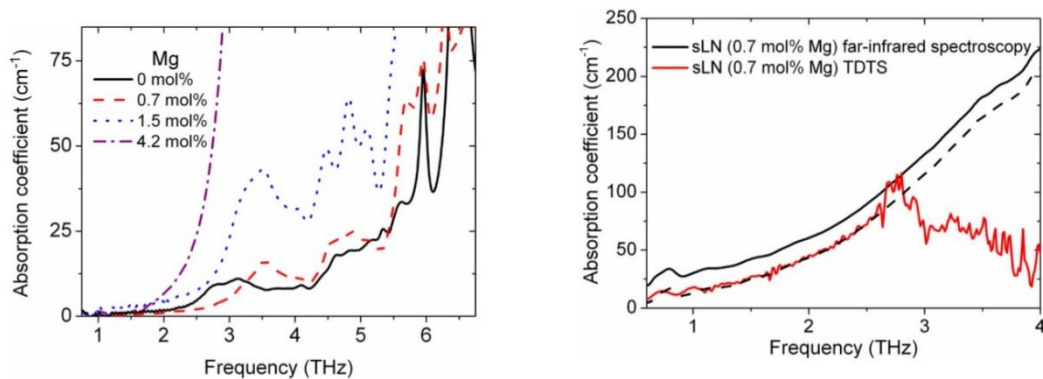 75
50
25
0
Absorption coefficient (cm⁻¹)
Mg
0 mol%
0.7 mol%
1.5 mol%
4.2 mol%
1 2 3 4 5 6
Frequency (THz)
250
200
150
100
50
0
Absorption coefficient (cm⁻¹)
sLN (0.7 mol% Mg) far-infrared spectroscopy
sLN (0.7 mol% Mg) TDTS
1 2 3 4
Frequency (THz)